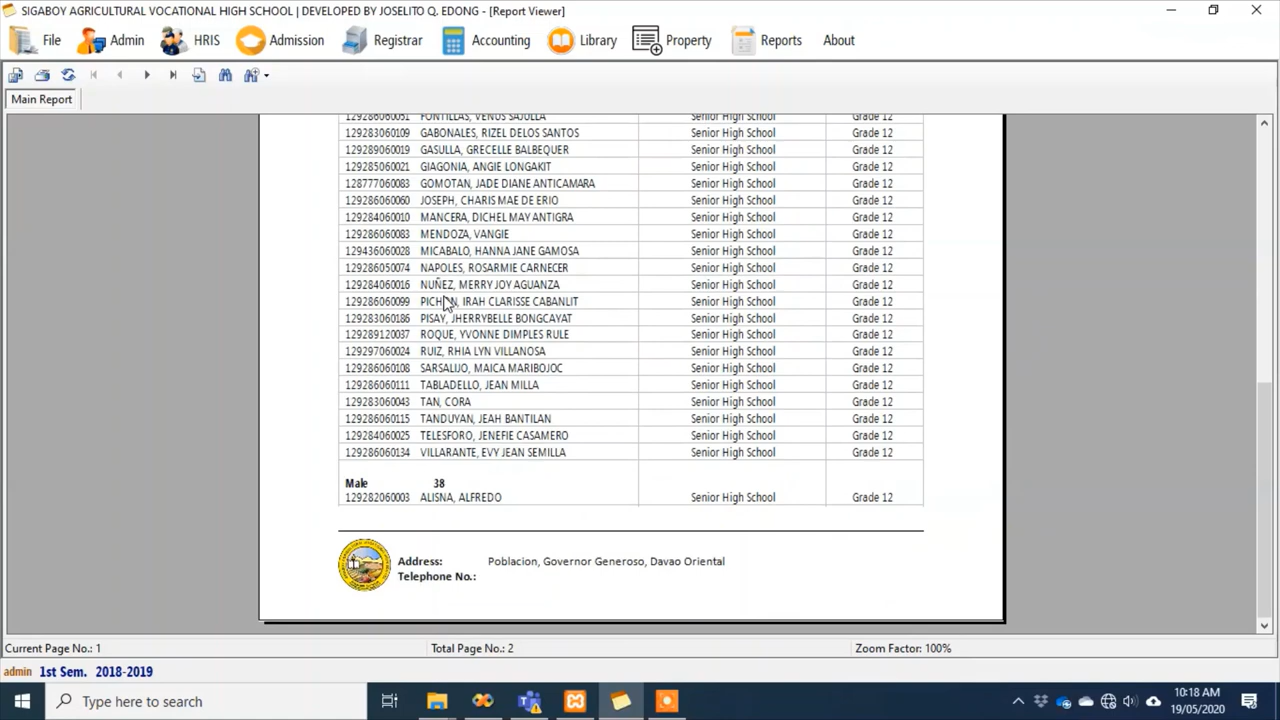 SIGABOY AGRICULTURAL VOCATIONAL HIGH SCHOOL | DEVELOPED BY JOSELITO Q. EDONG - [Report Viewer]
File Admin HRIS Admission Registrar Accounting Library Property Reports About
Main Report
129286060051 FONTILLAS, VENUS SAJULLA Senior High School Grade 12
129283060109 GABONALES, RIZEL DELOS SANTOS Senior High School Grade 12
129289060019 GASULLA, GRECELLE BALBEQUER Senior High School Grade 12
129285060021 GIAGONIA, ANGIE LONGAKIT Senior High School Grade 12
128777060083 GOMOTAN, JADE DIANE ANTICAMARA Senior High School Grade 12
129286060060 JOSEPH, CHARIS MAE DE ERIO Senior High School Grade 12
129284060010 MANCERA, DICHEL MAY ANTIGRA Senior High School Grade 12
129286060083 MENDOZA, VANGIE Senior High School Grade 12
129436060028 MICABALO, HANNA JANE GAMOSA Senior High School Grade 12
129286050074 NAPOLES, ROSARMIE CARNECER Senior High School Grade 12
129284060016 NUÑEZ, MERRY JOY AGUANZA Senior High School Grade 12
129286060099 IRAH CLARISSE CABANLIT Senior High School Grade 12
129283060186 PISAY, JHERRYBELLE BONGCAYAT Senior High School Grade 12
129289120037 ROQUE, YVONNE DIMPLES RULE Senior High School Grade 12
129297060024 RUIZ, RHIA LYN VILLANOSA Senior High School Grade 12
129286060108 SARSALIJO, MAICA MARIBOJOC Senior High School Grade 12
129286060111 TABLADELLO, JEAN MILLA Senior High School Grade 12
129283060043 TAN, CORA Senior High School Grade 12
129286060115 TANDUYAN, JEAH BANTILAN Senior High School Grade 12
129284060025 TELESFORO, JENEFIE CASAMERO Senior High School Grade 12
129286060134 VILLARANTE, EVY JEAN SEMILLA Senior High School Grade 12
Male 38
129282060003 ALISNA, ALFREDO Senior High School Grade 12
Address: Poblacion, Governor Generoso, Davao Oriental
Telephone No.:
Current Page No.: 1 Total Page No.: 2 Zoom Factor: 100%
admin 1st Sem. 2018-2019
Type here to search
10:18 AM
19/05/2020